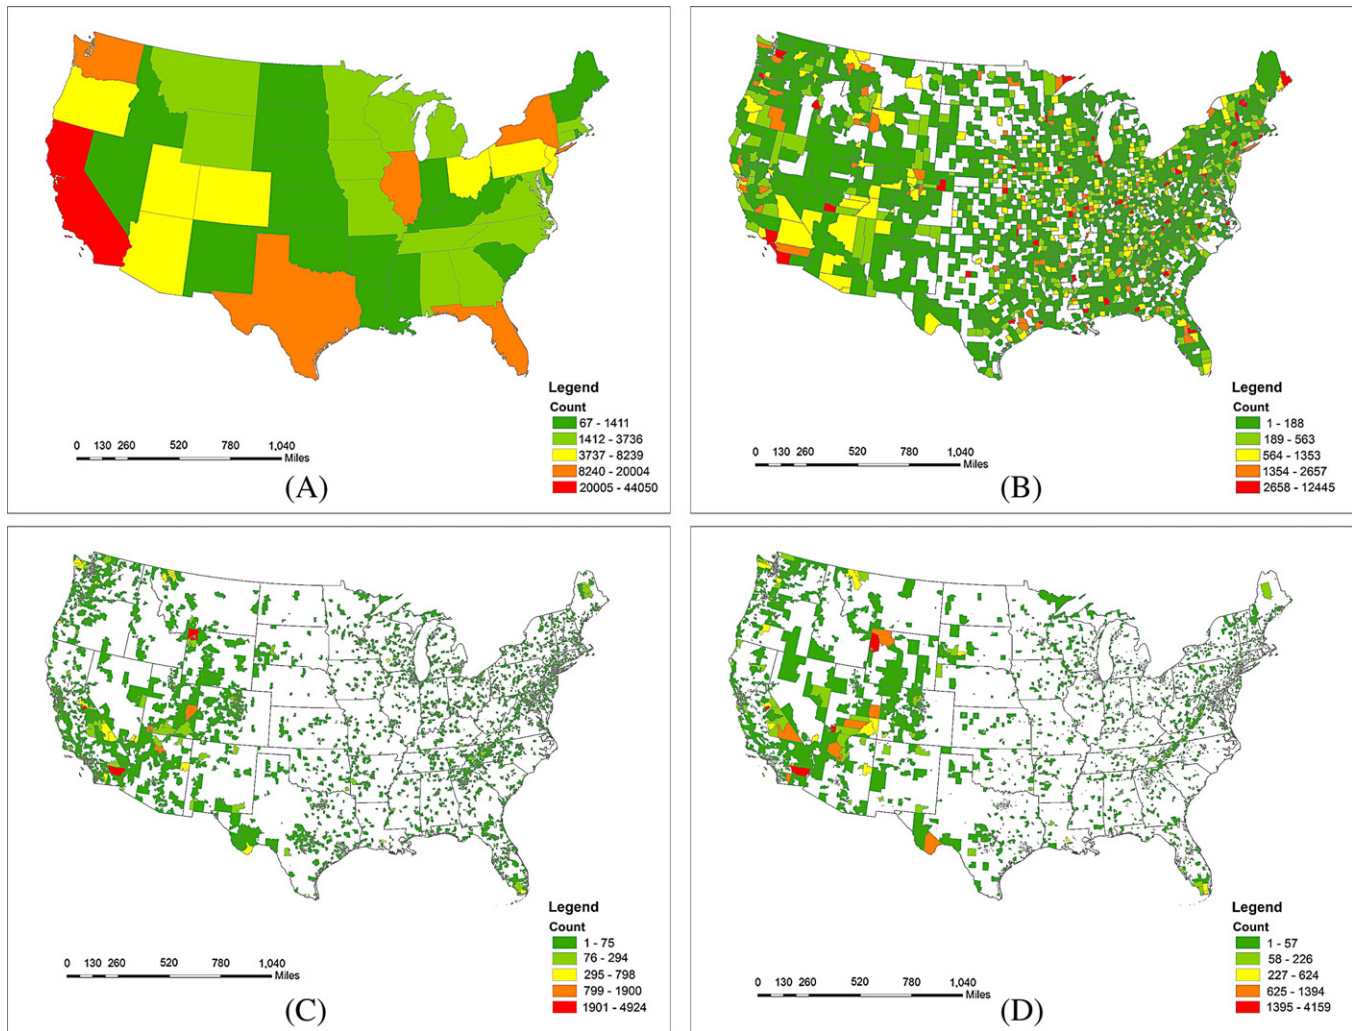 Legend
Count
67 - 1411
1412 - 3736
3737 - 8239
8240 - 20004
20005 - 44050
0 130 260 520 780 1,040
Miles
(A)
Legend
Count
1 - 188
189 - 563
564 - 1353
1354 - 2657
2658 - 12445
0 130 260 520 780 1,040
Miles
(B)
Legend
Count
1 - 75
76 - 294
295 - 798
799 - 1900
1901 - 4924
0 130 260 520 780 1,040
Miles
(C)
Legend
Count
1 - 57
58 - 226
227 - 624
625 - 1394
1395 - 4159
0 130 260 520 780 1,040
Miles
(D)